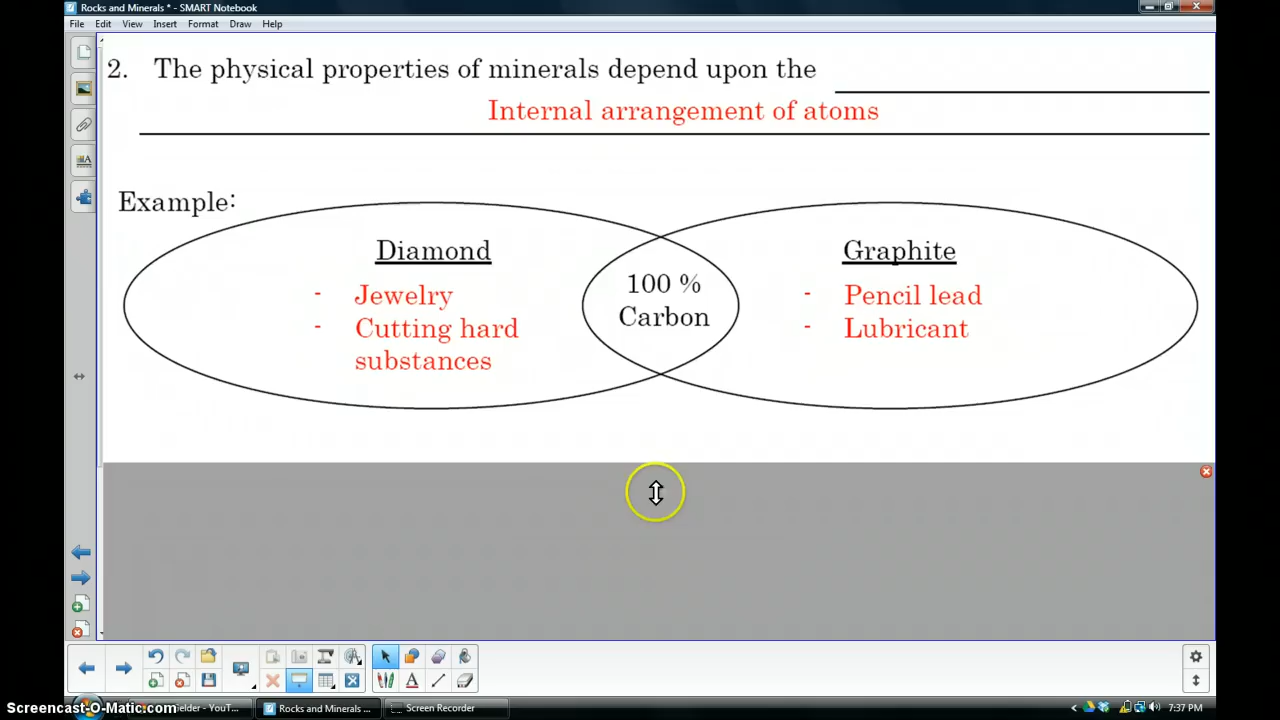 Rocks and Minerals * - SMART Notebook
File Edit View Insert Format Draw Help
2. The physical properties of minerals depend upon the
Internal arrangement of atoms
Example:
Diamond
- Jewelry
- Cutting hard
substances
100 %
Carbon
Graphite
- Pencil lead
- Lubricant
Screencast-O-Matic.com
elder - YouT...
Rocks and Minerals ...
Screen Recorder
7:37 PM